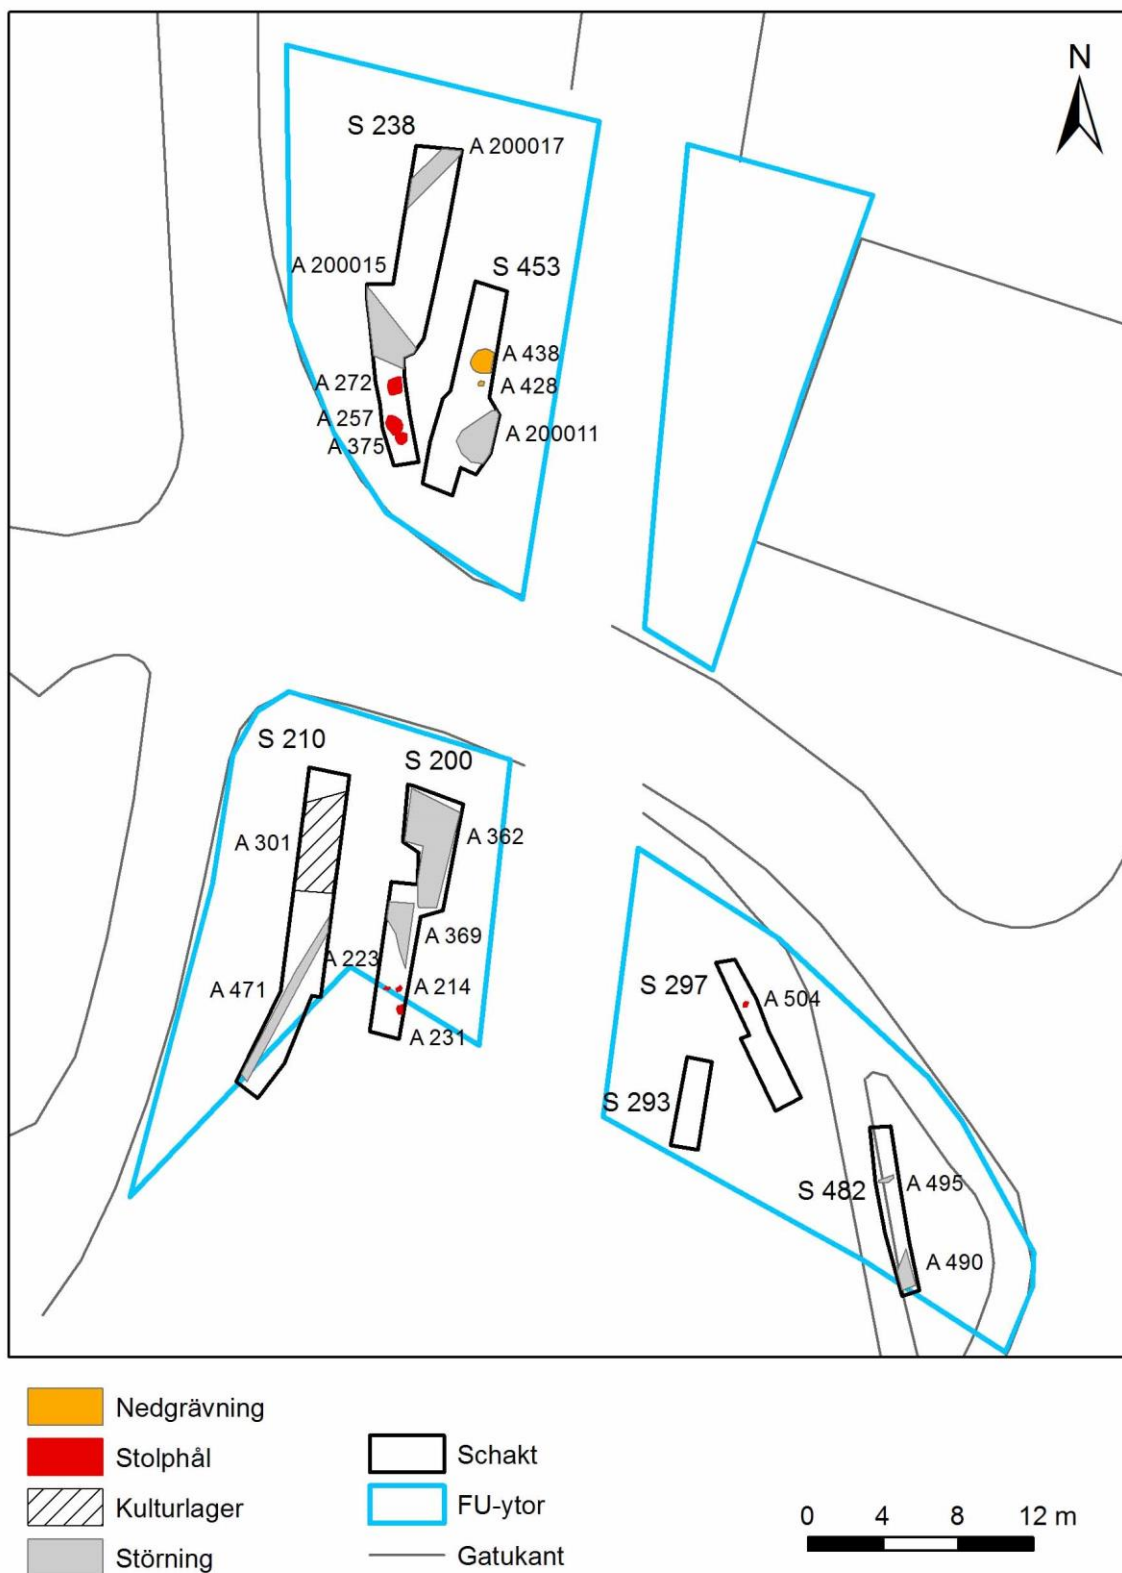 N
S 238
A 200017
A 200015
S 453
A 438
A 272
A 428
A 257
A 200011
A 375
S 210
S 200
A 301
A 362
A 223
A 369
A 471
A 214
A 231
S 297
A 504
S 293
S 482
A 495
A 490
Nedgrävning
Stolphål
Kulturlager
Störning
Schakt
FU-ytor
Gatukant
0 4 8 12 m